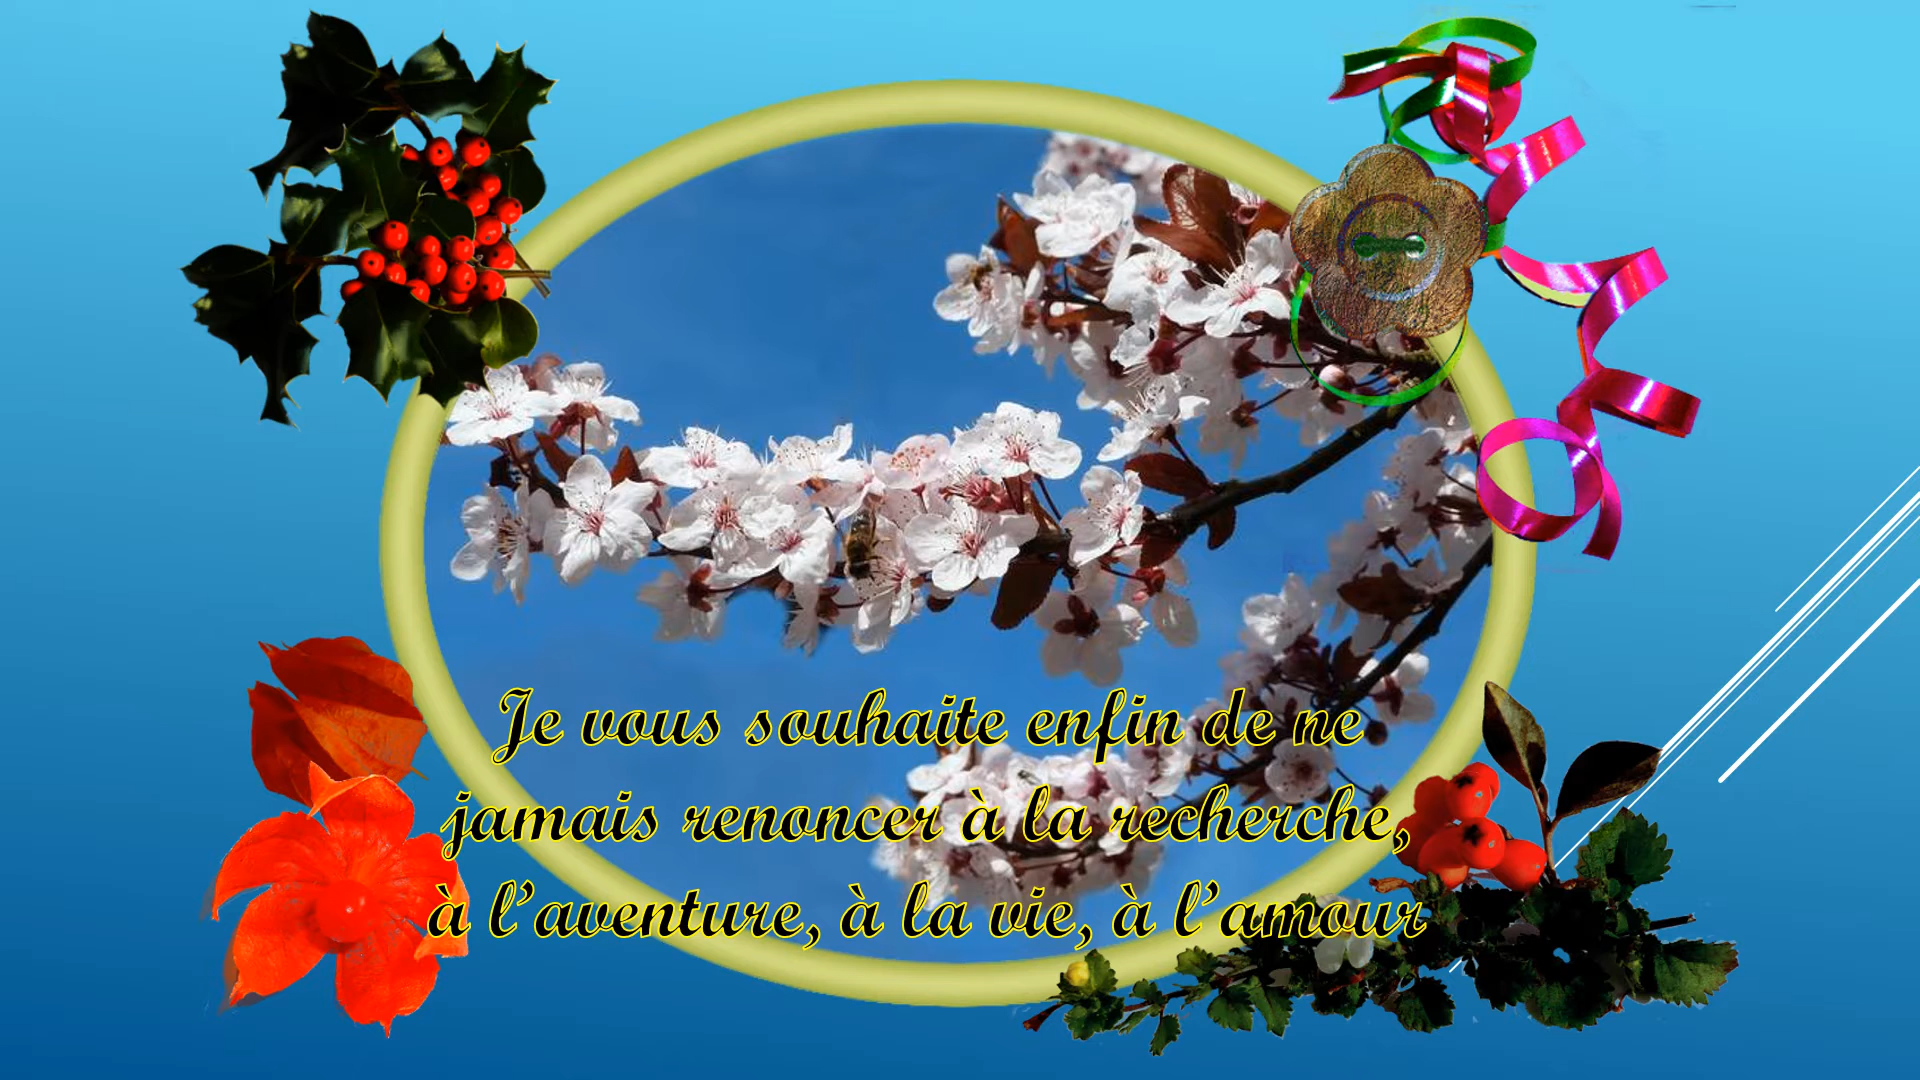 Je vous souhaite enfin de ne
jamais renoncer à la recherche,
à l’aventure, à la vie, à l’amour